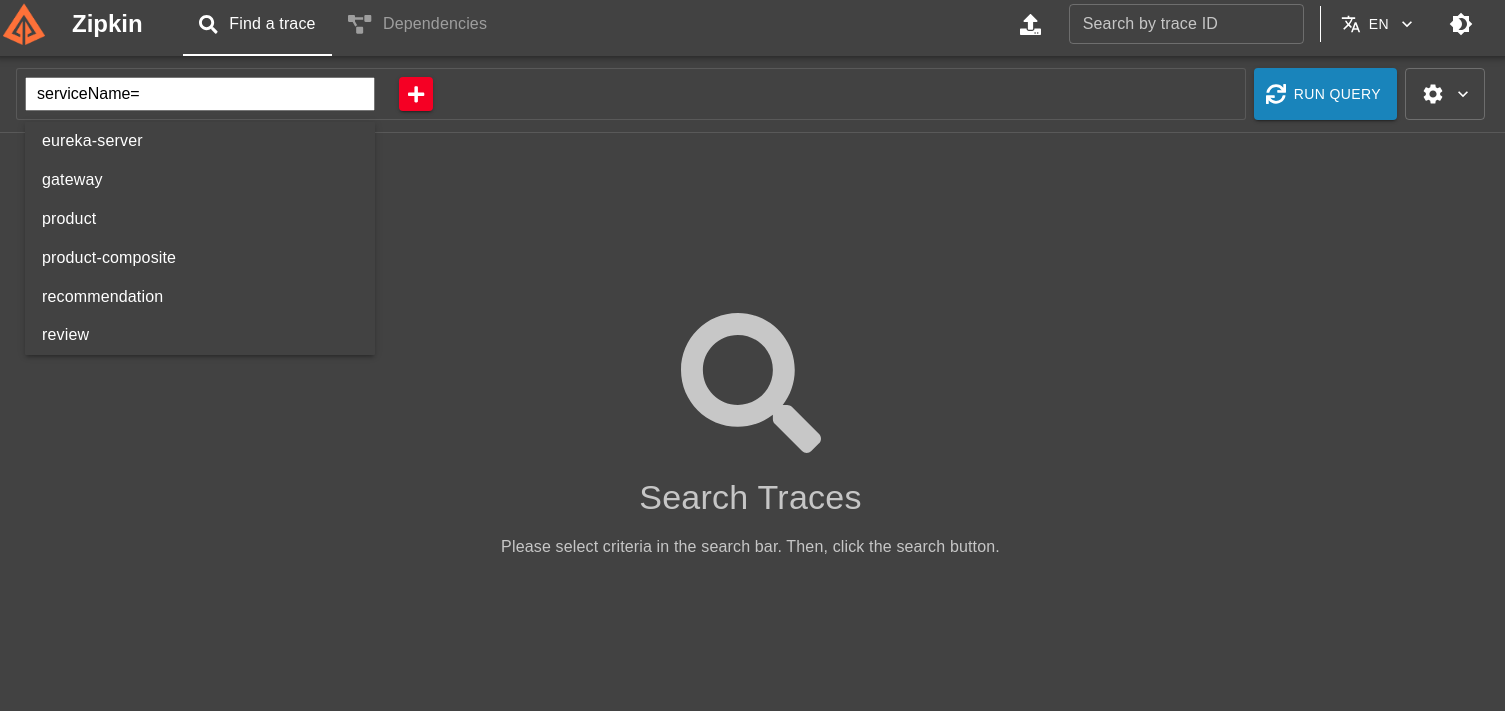 Zipkin
Find a trace
Dependencies
Search by trace ID
EN
serviceName=
RUN QUERY
eureka-server
gateway
product
product-composite
recommendation
review
Search Traces
Please select criteria in the search bar. Then, click the search button.